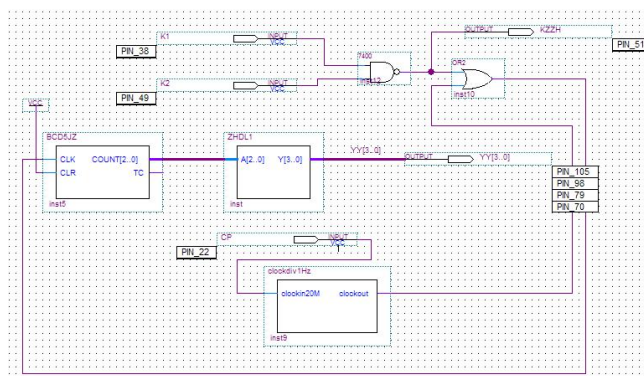 K1
INPUT
VCC
PIN_38
K2
INPUT
VCC
PIN_49
7400
inst12
OR2
inst10
OUTPUT
KZZH
PIN_51
VCC
BCD5JZ
CLK COUNT[2..0]
CLR TC
inst5
ZHDL1
A[2..0] Y[3..0]
inst
YY[3..0]
OUTPUT
YY[3..0]
PIN_105
PIN_98
PIN_79
PIN_70
CP
INPUT
VCC
PIN_22
clockdiv1Hz
clockin20M clockout
inst9